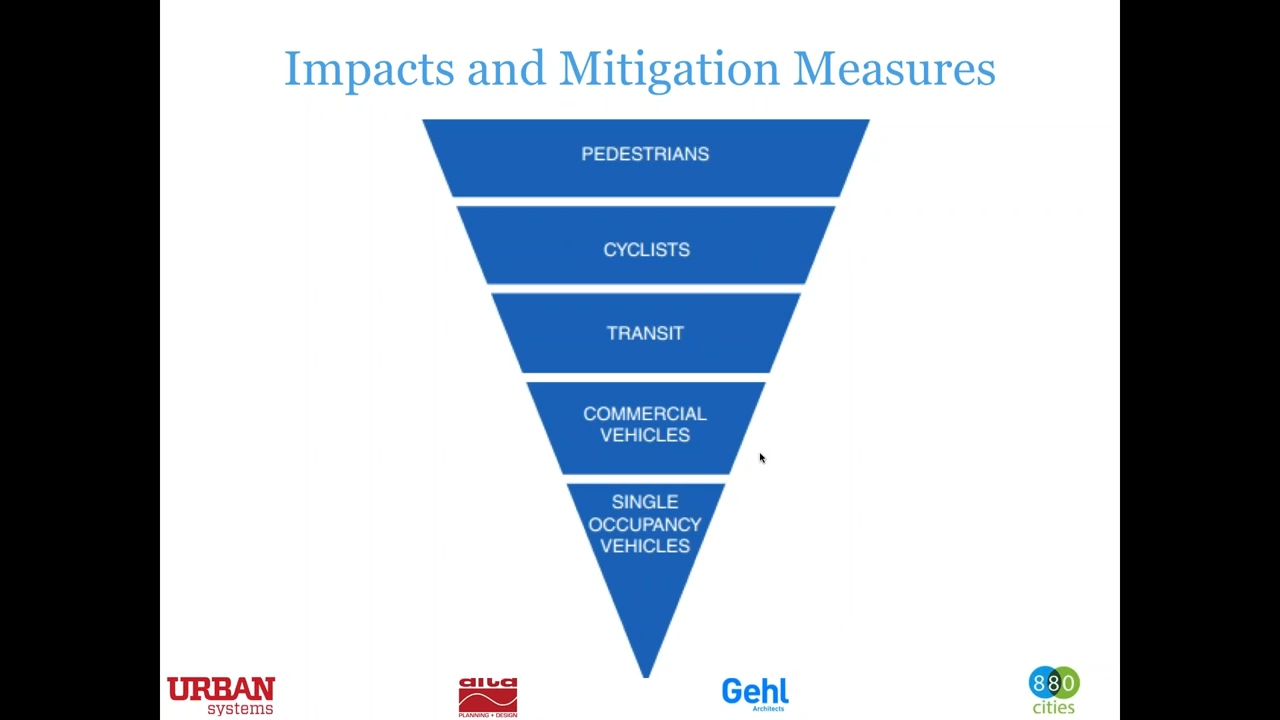 Impacts and Mitigation Measures
PEDESTRIANS
CYCLISTS
TRANSIT
COMMERCIAL
VEHICLES
SINGLE
OCCUPANCY
VEHICLES
URBAN
systems
alta
PLANNING + DESIGN
Gehl
Architects
880
cities